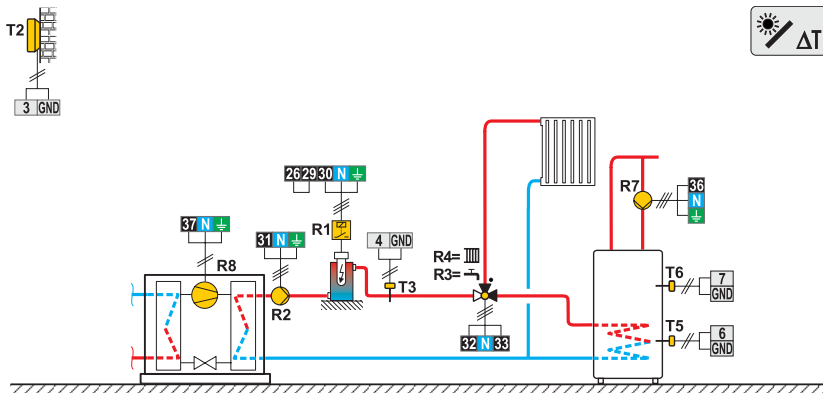 T2
3 GND
ΔT
26 29 30 N
R1
37 N
R8
31 N
R2
4 GND
T3
R4=
R3=
32 N 33
R7
36
N
T6
7
GND
T5
6
GND